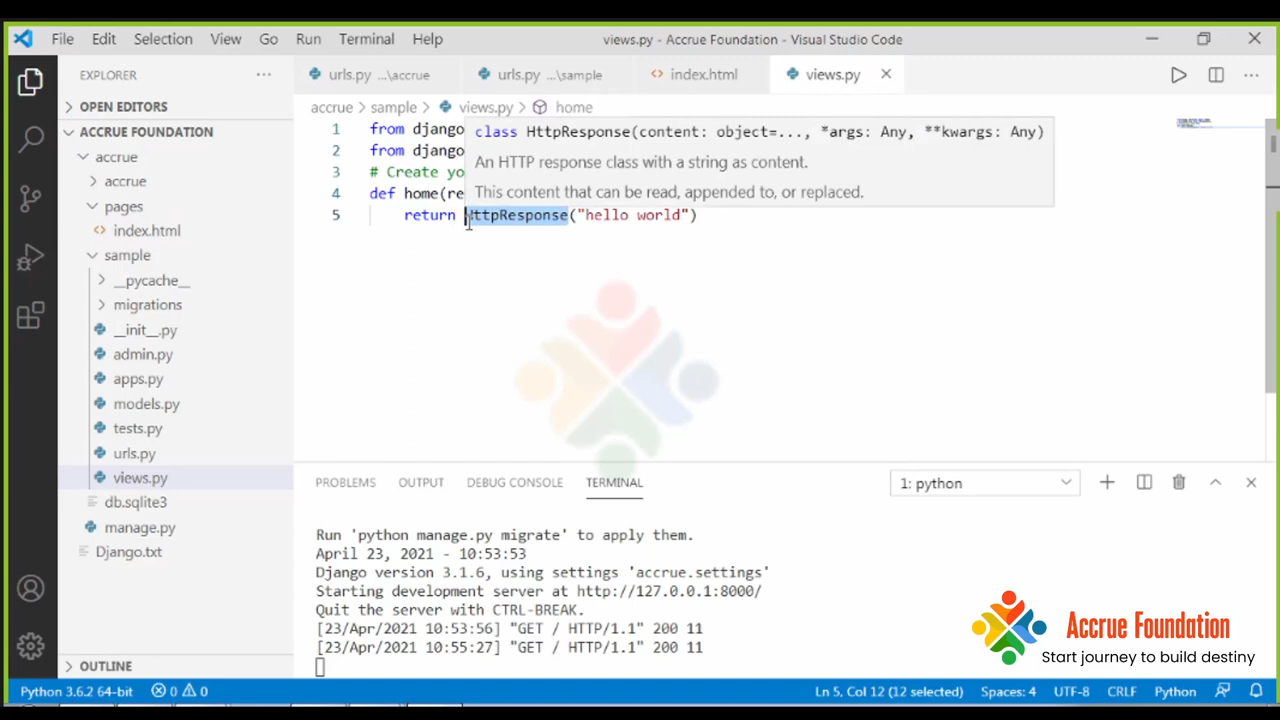 File Edit Selection View Go Run Terminal Help views.py - Accrue Foundation - Visual Studio Code
EXPLORER
OPEN EDITORS
ACCRUE FOUNDATION
accrue
accrue
pages
index.html
sample
__pycache__
migrations
__init__.py
admin.py
apps.py
models.py
tests.py
urls.py
views.py
db.sqlite3
manage.py
Django.txt
OUTLINE
urls.py ...\accrue urls.py ...\sample index.html views.py
accrue > sample > views.py > home
class HttpResponse(content: object=..., *args: Any, **kwargs: Any)
An HTTP response class with a string as content.
This content that can be read, appended to, or replaced.
1 from django
2 from django
3 # Create yo
4 def home(re
5 return HttpResponse("hello world")
PROBLEMS OUTPUT DEBUG CONSOLE TERMINAL 1: python
Run 'python manage.py migrate' to apply them.
April 23, 2021 - 10:53:53
Django version 3.1.6, using settings 'accrue.settings'
Starting development server at http://127.0.0.1:8000/
Quit the server with CTRL-BREAK.
[23/Apr/2021 10:53:56] "GET / HTTP/1.1" 200 11
[23/Apr/2021 10:55:27] "GET / HTTP/1.1" 200 11
Accrue Foundation
Start journey to build destiny
Python 3.6.2 64-bit 0 0 Ln 5, Col 12 (12 selected) Spaces: 4 UTF-8 CRLF Python